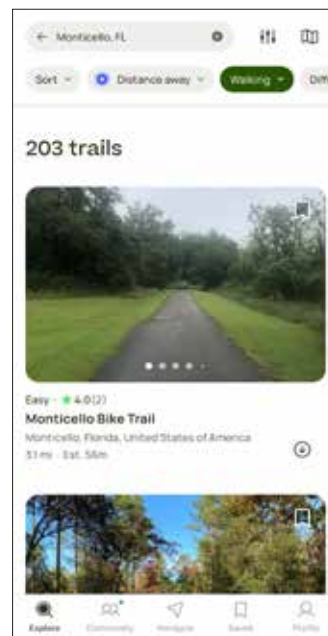 Monticello, FL
Sort
Distance away
Walking
Diff
203 trails
Easy · 4.0 (2)
Monticello Bike Trail
Monticello, Florida, United States of America
3.1 mi · Est. 56m
Explore
Community
Navigate
Saved
Profile